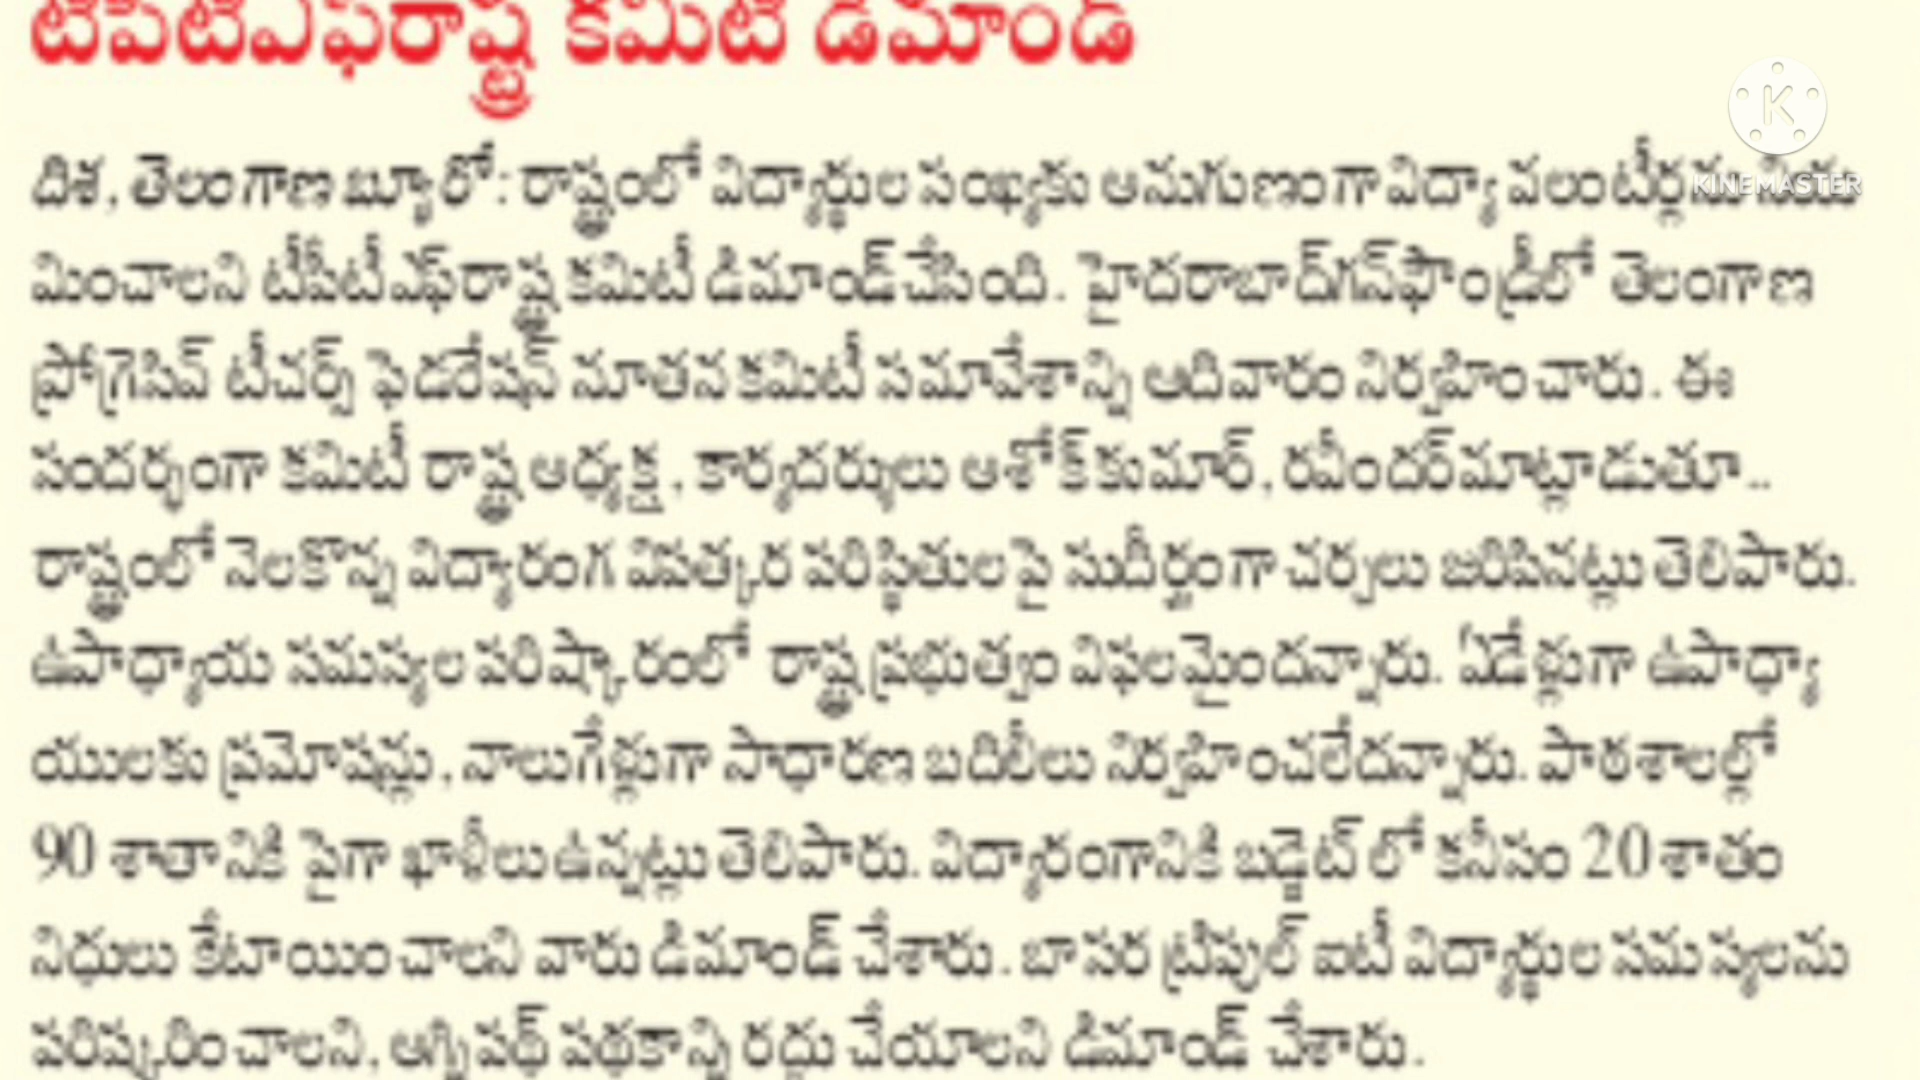 టీపీటీఎఫ్‌రాష్ట్ర కమిటీ డిమాండ్
KINEMASTER
దిశ, తెలంగాణ బ్యూరో: రాష్ట్రంలో విద్యార్థుల సంఖ్యకు అనుగుణంగా విద్యా వలంటీర్లను నియ
మించాలని టీపీటీఎఫ్‌రాష్ట్ర కమిటీ డిమాండ్‌చేసింది. హైదరాబాద్‌గన్‌ఫౌండ్రీలో తెలంగాణ
ప్రోగ్రెసివ్ టీచర్స్ ఫెడరేషన్ నూతన కమిటీ సమావేశాన్ని ఆదివారం నిర్వహించారు. ఈ
సందర్భంగా కమిటీ రాష్ట్ర అధ్యక్ష, కార్యదర్శులు అశోక్‌కుమార్, రవీందర్‌మాట్లాడుతూ..
రాష్ట్రంలో నెలకొన్న విద్యారంగ విపత్కర పరిస్థితులపై సుదీర్ఘంగా చర్చలు జరిపినట్లు తెలిపారు.
ఉపాధ్యాయ సమస్యల పరిష్కారంలో రాష్ట్ర ప్రభుత్వం విఫలమైందన్నారు. ఏడేళ్లుగా ఉపాధ్యా
యులకు ప్రమోషన్లు, నాలుగేళ్లుగా సాధారణ బదిలీలు నిర్వహించలేదన్నారు. పాఠశాలల్లో
90 శాతానికి పైగా ఖాళీలు ఉన్నట్లు తెలిపారు. విద్యారంగానికి బడ్జెట్ లో కనీసం 20 శాతం
నిధులు కేటాయించాలని వారు డిమాండ్ చేశారు. బాసర ట్రిపుల్ ఐటీ విద్యార్థుల సమస్యలను
పరిష్కరించాలని, అగ్నిపథ్ పథకాన్ని రద్దు చేయాలని డిమాండ్ చేశారు.